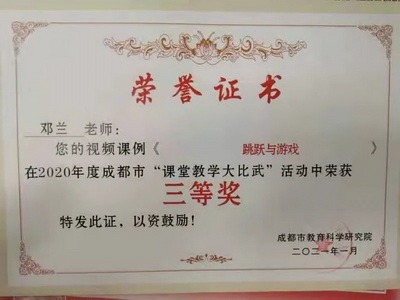 荣誉证书
邓兰 老师:
您的视频课例《 跳跃与游戏 》
在2020年度成都市“课堂教学大比武”活动中荣获
三等奖
特发此证，以资鼓励！
成都市教育科学研究院
二〇二一年一月